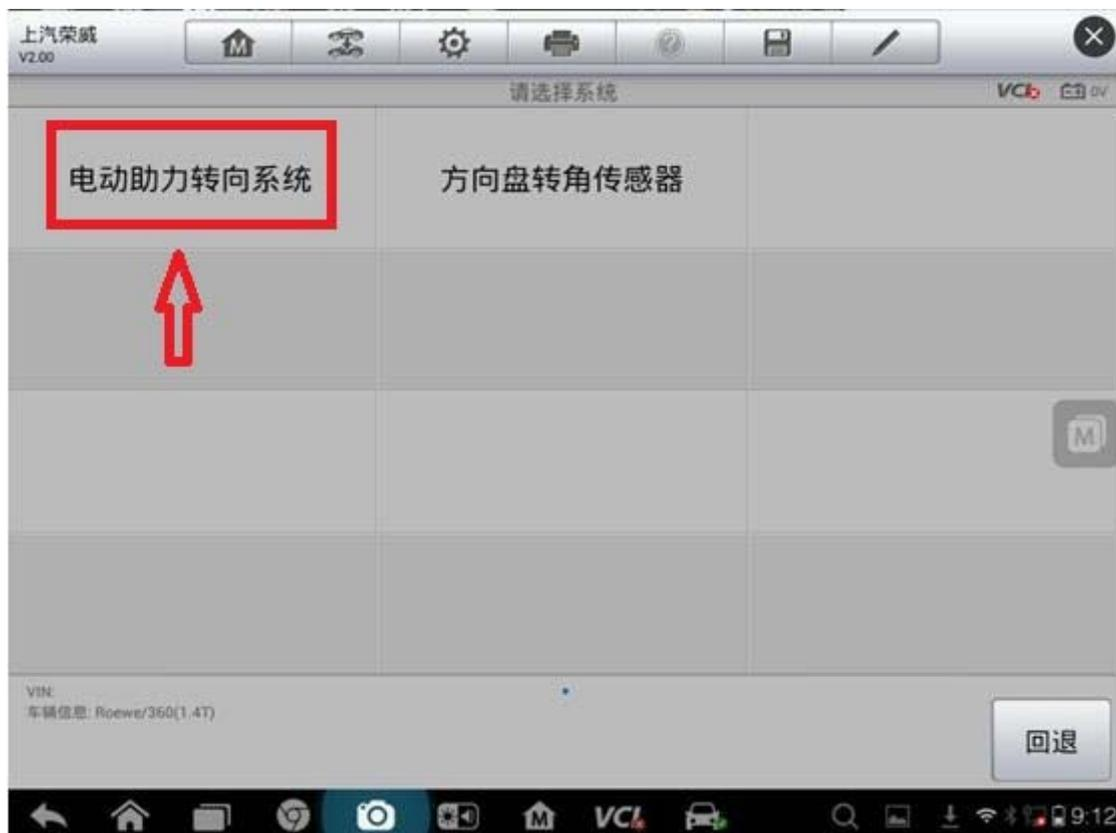 上汽荣威
V2.00
M
请选择系统
VCI
0V
电动助力转向系统
方向盘转角传感器
M
VIN:
车辆信息: Roewe/360(1.4T)
回退
M
VCI
9:12